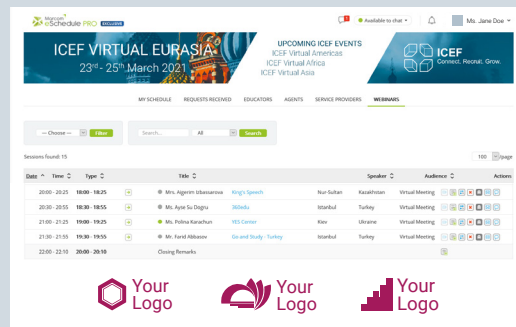 Marcom
eSchedule PRO EXCLUSIVE
Available to chat
Ms. Jane Doe
ICEF VIRTUAL EURASIA
23rd - 25th March 2021
UPCOMING ICEF EVENTS
ICEF Virtual Americas
ICEF Virtual Africa
ICEF Virtual Asia
ICEF
Connect. Recruit. Grow.
MY SCHEDULE REQUESTS RECEIVED EDUCATORS AGENTS SERVICE PROVIDERS WEBINARS
-- Choose -- Filter Search... All Search
Sessions found: 15
100 /page
Date Time Type Title Speaker Audience Actions
20:00 - 20:25 18:00 - 18:25 Mrs. Aigerim Izbassarova King's Speech Nur-Sultan Kazakhstan Virtual Meeting
20:30 - 20:55 18:30 - 18:55 Ms. Ayse Su Dogru 360edu Istanbul Turkey Virtual Meeting
21:00 - 21:25 19:00 - 19:25 Ms. Polina Karachun YES Center Kiev Ukraine Virtual Meeting
21:30 - 21:55 19:30 - 19:55 Mr. Farid Abbasov Go and Study - Turkey Istanbul Turkey Virtual Meeting
22:00 - 22:10 20:00 - 20:10 Closing Remarks
Your Logo
Your Logo
Your Logo